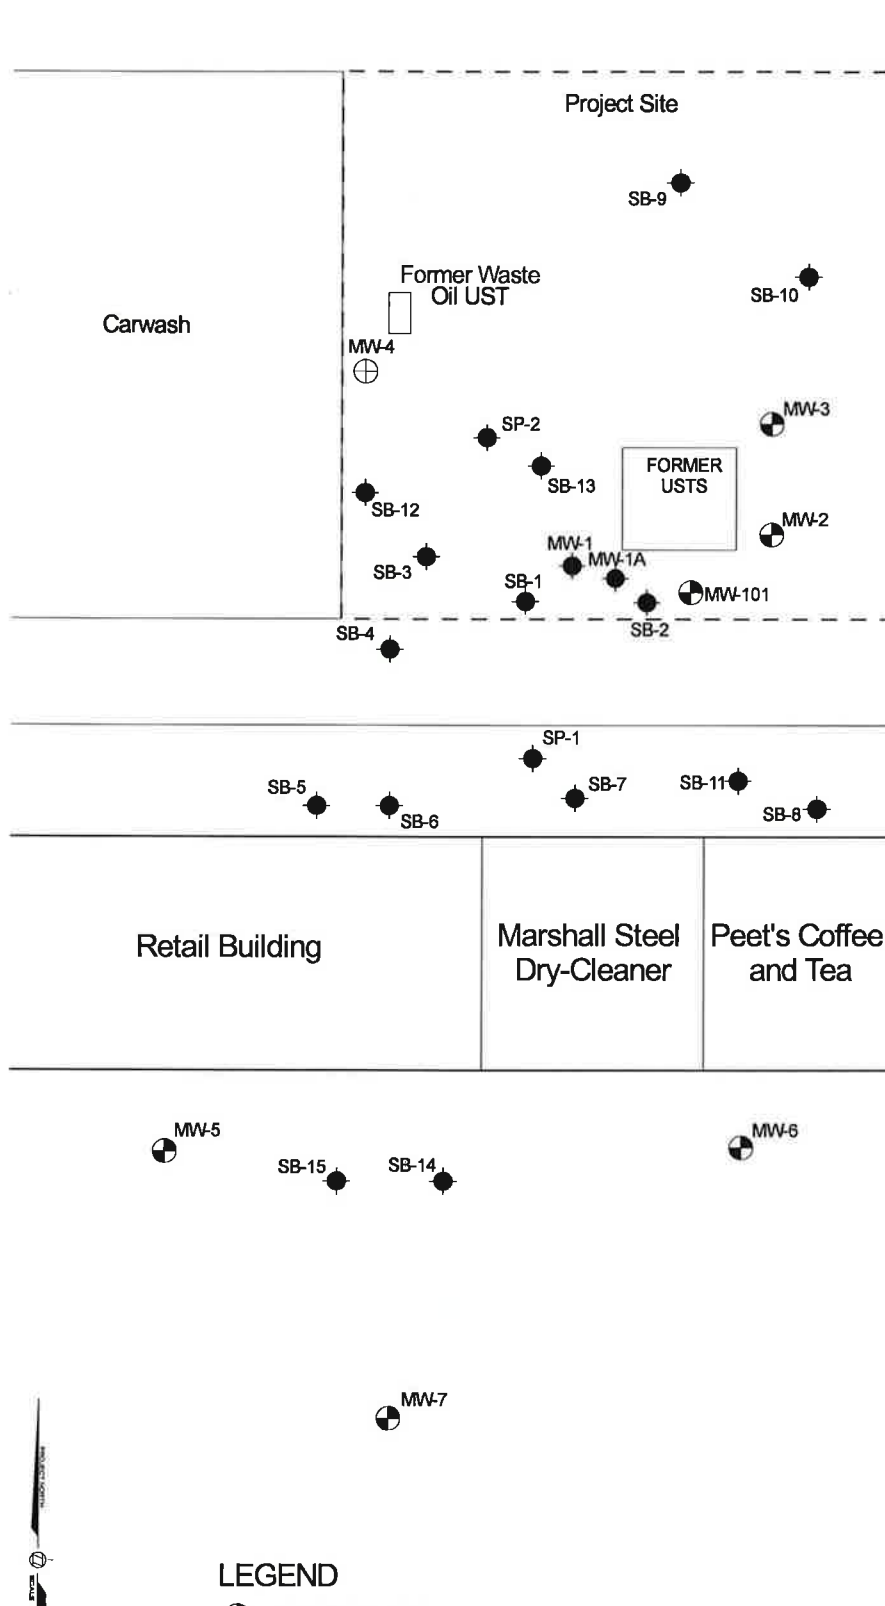 Project Site
SB-9
Former Waste
Oil UST
SB-10
Carwash
MW-4
MW-3
SP-2
FORMER
USTS
SB-13
SB-12
MW-2
MW-1
MW-1A
SB-3
SB-1
MW-101
SB-2
SB-4
SP-1
SB-5
SB-7
SB-11
SB-6
SB-8
Retail Building
Marshall Steel
Dry-Cleaner
Peet's Coffee
and Tea
MW-5
MW-6
SB-15
SB-14
MW-7
PROJECT NORTH
SCALE
LEGEND